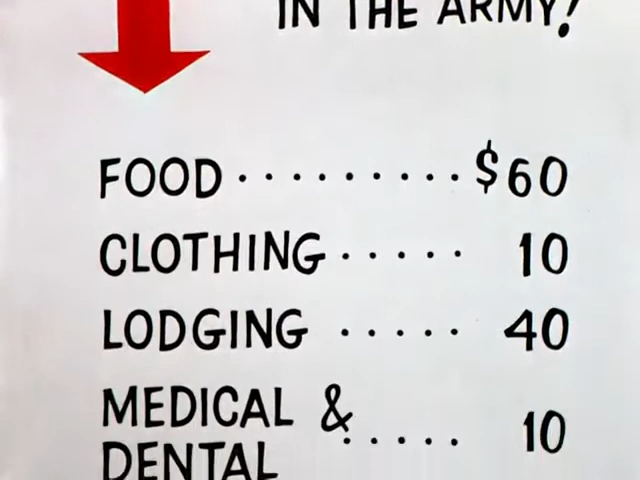 IN THE ARMY!
FOOD · · · · · · · · · $60
CLOTHING · · · · · 10
LODGING · · · · · 40
MEDICAL &
DENTAL · · · · · 10